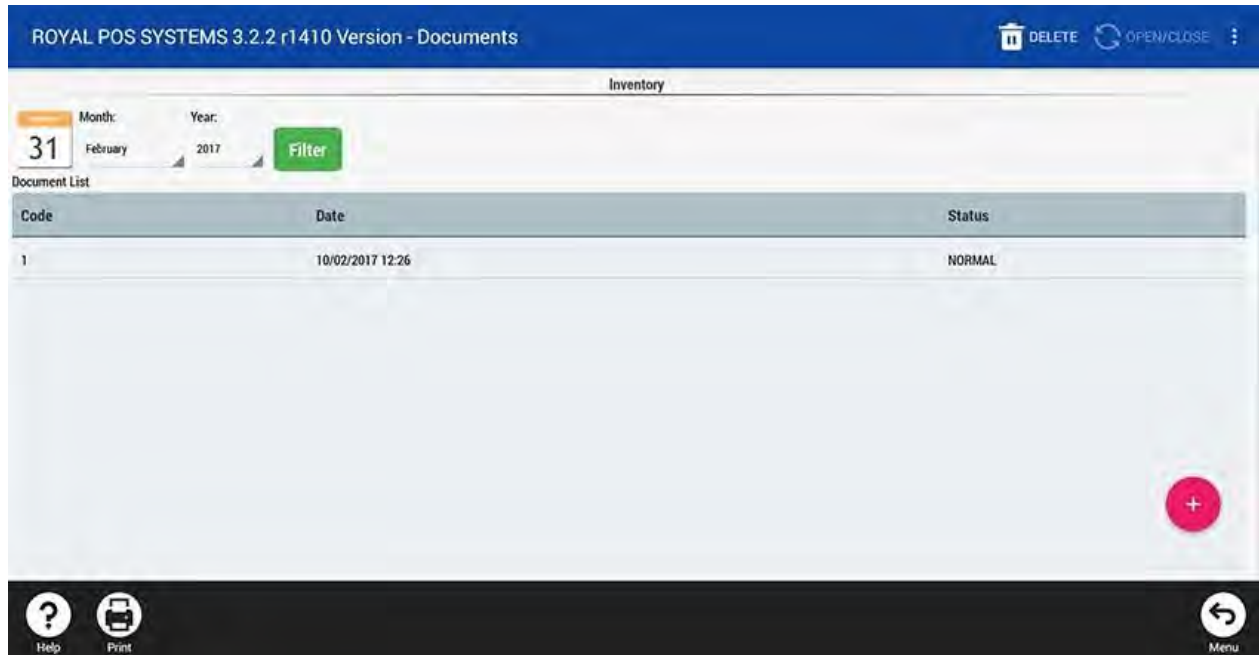 ROYAL POS SYSTEMS 3.2.2 r1410 Version - Documents
DELETE OPEN/CLOSE
Inventory
Month: Year:
31 February 2017 Filter
Document List
Code Date Status
1 10/02/2017 12:26 NORMAL
+
?
Help Print Menu